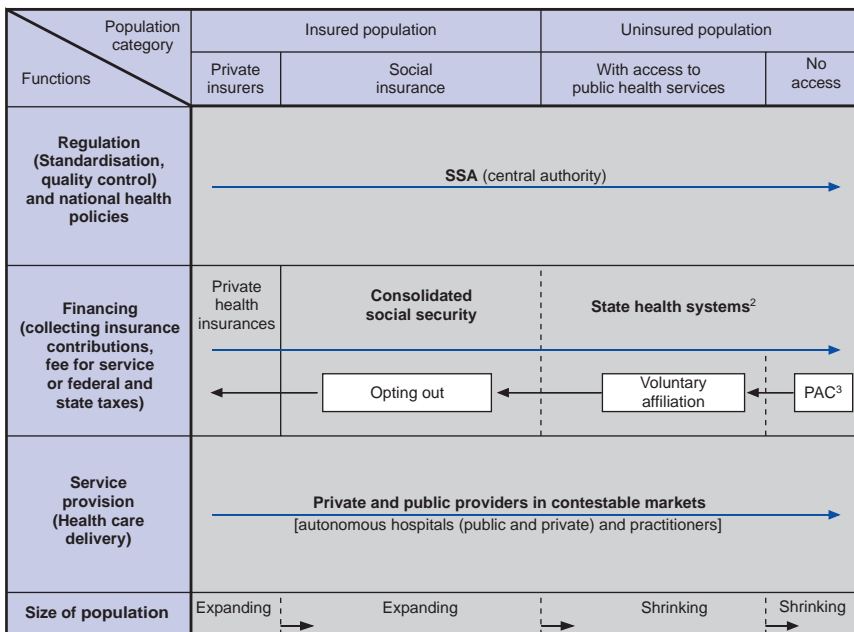 Population
category
Functions
Insured population
Uninsured population
Private
insurers
Social
insurance
With access to
public health services
No
access
Regulation
(Standardisation,
quality control)
and national health
policies
SSA (central authority)
Financing
(collecting insurance
contributions,
fee for service
or federal and
state taxes)
Private
health
insurances
Consolidated
social security
State health systems²
Opting out
Voluntary
affiliation
PAC³
Service
provision
(Health care
delivery)
Private and public providers in contestable markets
[autonomous hospitals (public and private) and practitioners]
Size of population
Expanding
Expanding
Shrinking
Shrinking